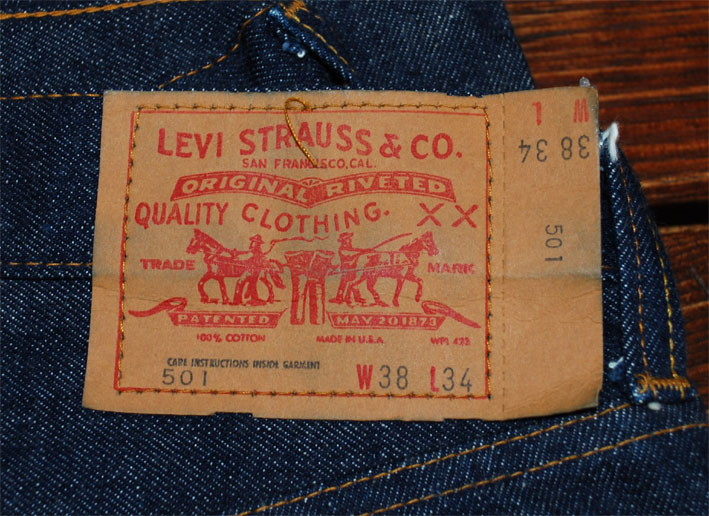 LEVI STRAUSS & CO.
SAN FRANCISCO, CAL.
ORIGINAL RIVETED
QUALITY CLOTHING. XX
TRADE MARK
PATENTED MAY 20 1873
100% COTTON MADE IN U.S.A. WPL 423
CARE INSTRUCTIONS INSIDE GARMENT
501 W38 L34
W L
38 34
501